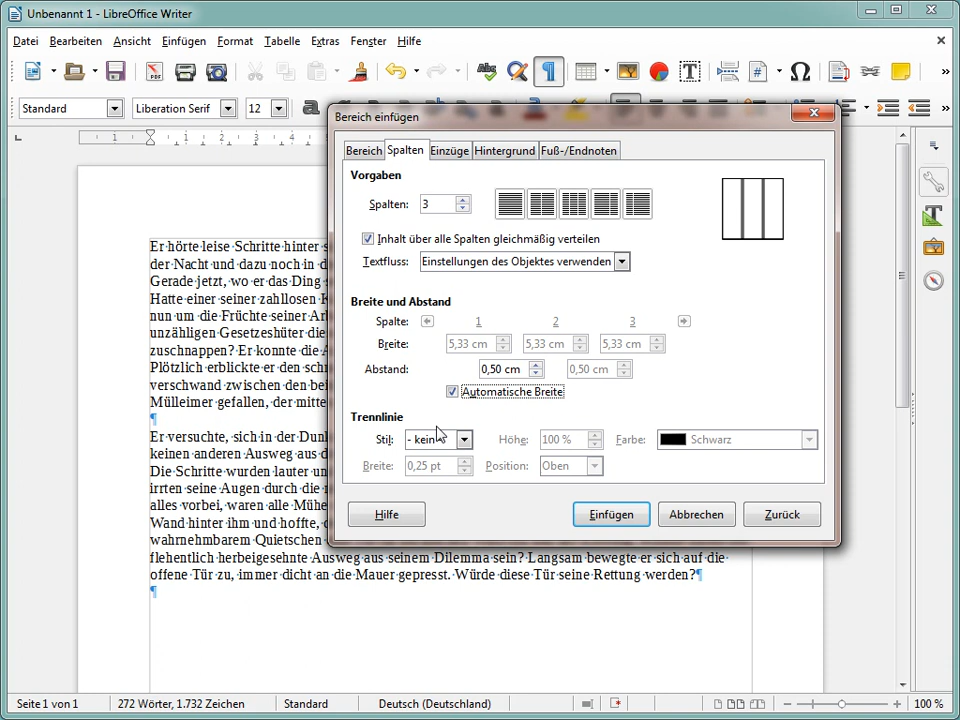 Unbenannt 1 - LibreOffice Writer
Datei Bearbeiten Ansicht Einfügen Format Tabelle Extras Fenster Hilfe
Standard Liberation Serif 12
Bereich einfügen
1 1 2 3 4
Bereich Spalten Einzüge Hintergrund Fuß-/Endnoten
Vorgaben
Spalten: 3
Inhalt über alle Spalten gleichmäßig verteilen
Textfluss: Einstellungen des Objektes verwenden
Breite und Abstand
Spalte: 1 2 3
Breite: 5,33 cm 5,33 cm 5,33 cm
Abstand: 0,50 cm 0,50 cm
Automatische Breite
Trennlinie
Stil: - kein Höhe: 100 % Farbe: Schwarz
Breite: 0,25 pt Position: Oben
Hilfe Einfügen Abbrechen Zurück
Er hörte leise Schritte hinter
der Nacht und dazu noch in
Gerade jetzt, wo er das Ding
Hatte einer seiner zahllosen
nun um die Früchte seiner
unzähligen Gesetzeshüter
zuschnappen? Er konnte die
Plötzlich erblickte er den
verschwand zwischen den
Mülleimer gefallen, der
¶
Er versuchte, sich in der
keinen anderen Ausweg aus
Die Schritte wurden lauter
irrten seine Augen durch die
alles vorbei, waren alle
Wand hinter ihm und hoffte,
wahrnehmbarem Quietschen
flehentlich herbeigesehnte Ausweg aus seinem Dilemma sein? Langsam bewegte er sich auf die
offene Tür zu, immer dicht an die Mauer gepresst. Würde diese Tür seine Rettung werden?¶
¶
Seite 1 von 1 272 Wörter, 1.732 Zeichen Standard Deutsch (Deutschland) 100 %